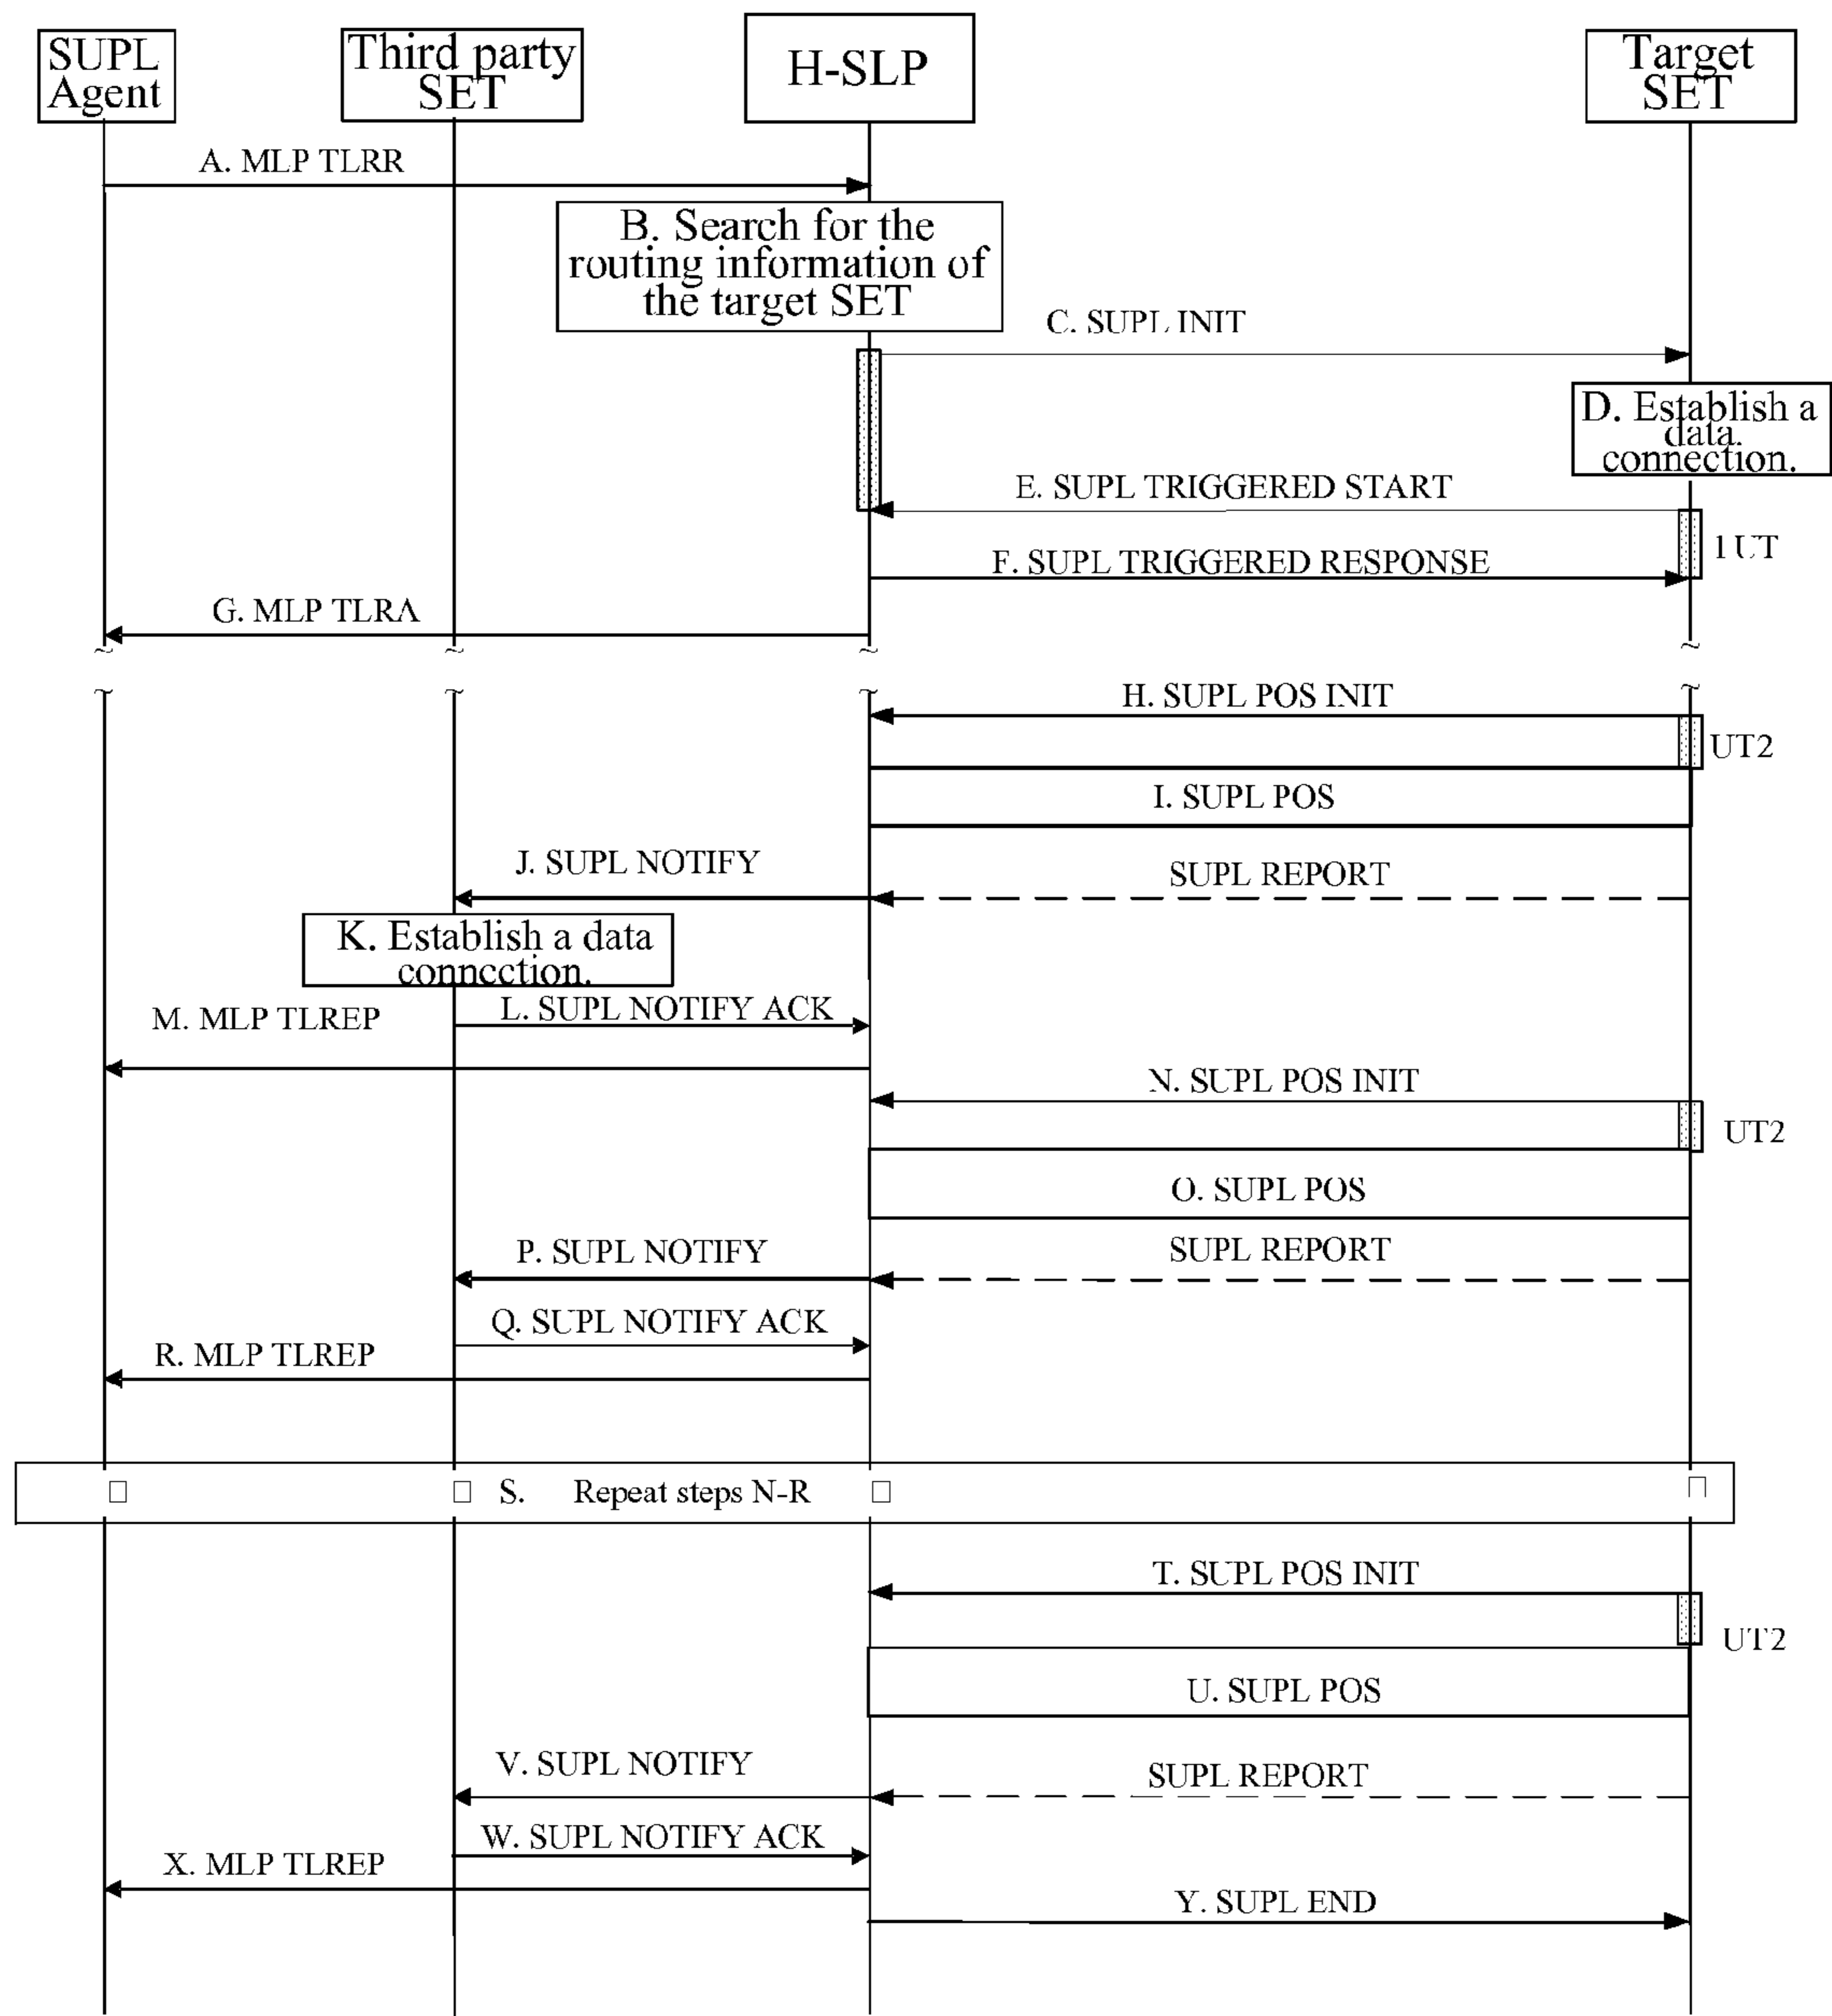 SUPL
Agent
Third party
SET
H-SLP
Target
SET
A. MLP TLRR
B. Search for the
routing information of
the target SET
C. SUPL INIT
D. Establish a
data
connection.
E. SUPL TRIGGERED START
1UT
F. SUPL TRIGGERED RESPONSE
G. MLP TLRA
H. SUPL POS INIT
UT2
I. SUPL POS
J. SUPL NOTIFY
SUPL REPORT
K. Establish a data
connection.
L. SUPL NOTIFY ACK
M. MLP TLREP
N. SUPL POS INIT
UT2
O. SUPL POS
P. SUPL NOTIFY
SUPL REPORT
Q. SUPL NOTIFY ACK
R. MLP TLREP
S. Repeat steps N-R
T. SUPL POS INIT
UT2
U. SUPL POS
V. SUPL NOTIFY
SUPL REPORT
W. SUPL NOTIFY ACK
X. MLP TLREP
Y. SUPL END